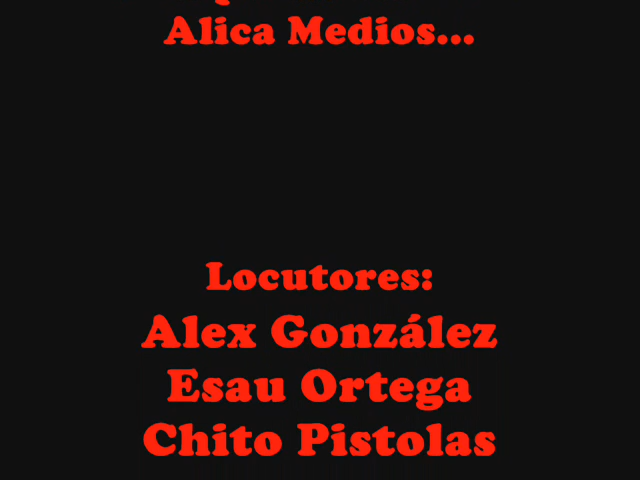 Alica Medios...
Locutores:
Alex González
Esau Ortega
Chito Pistolas